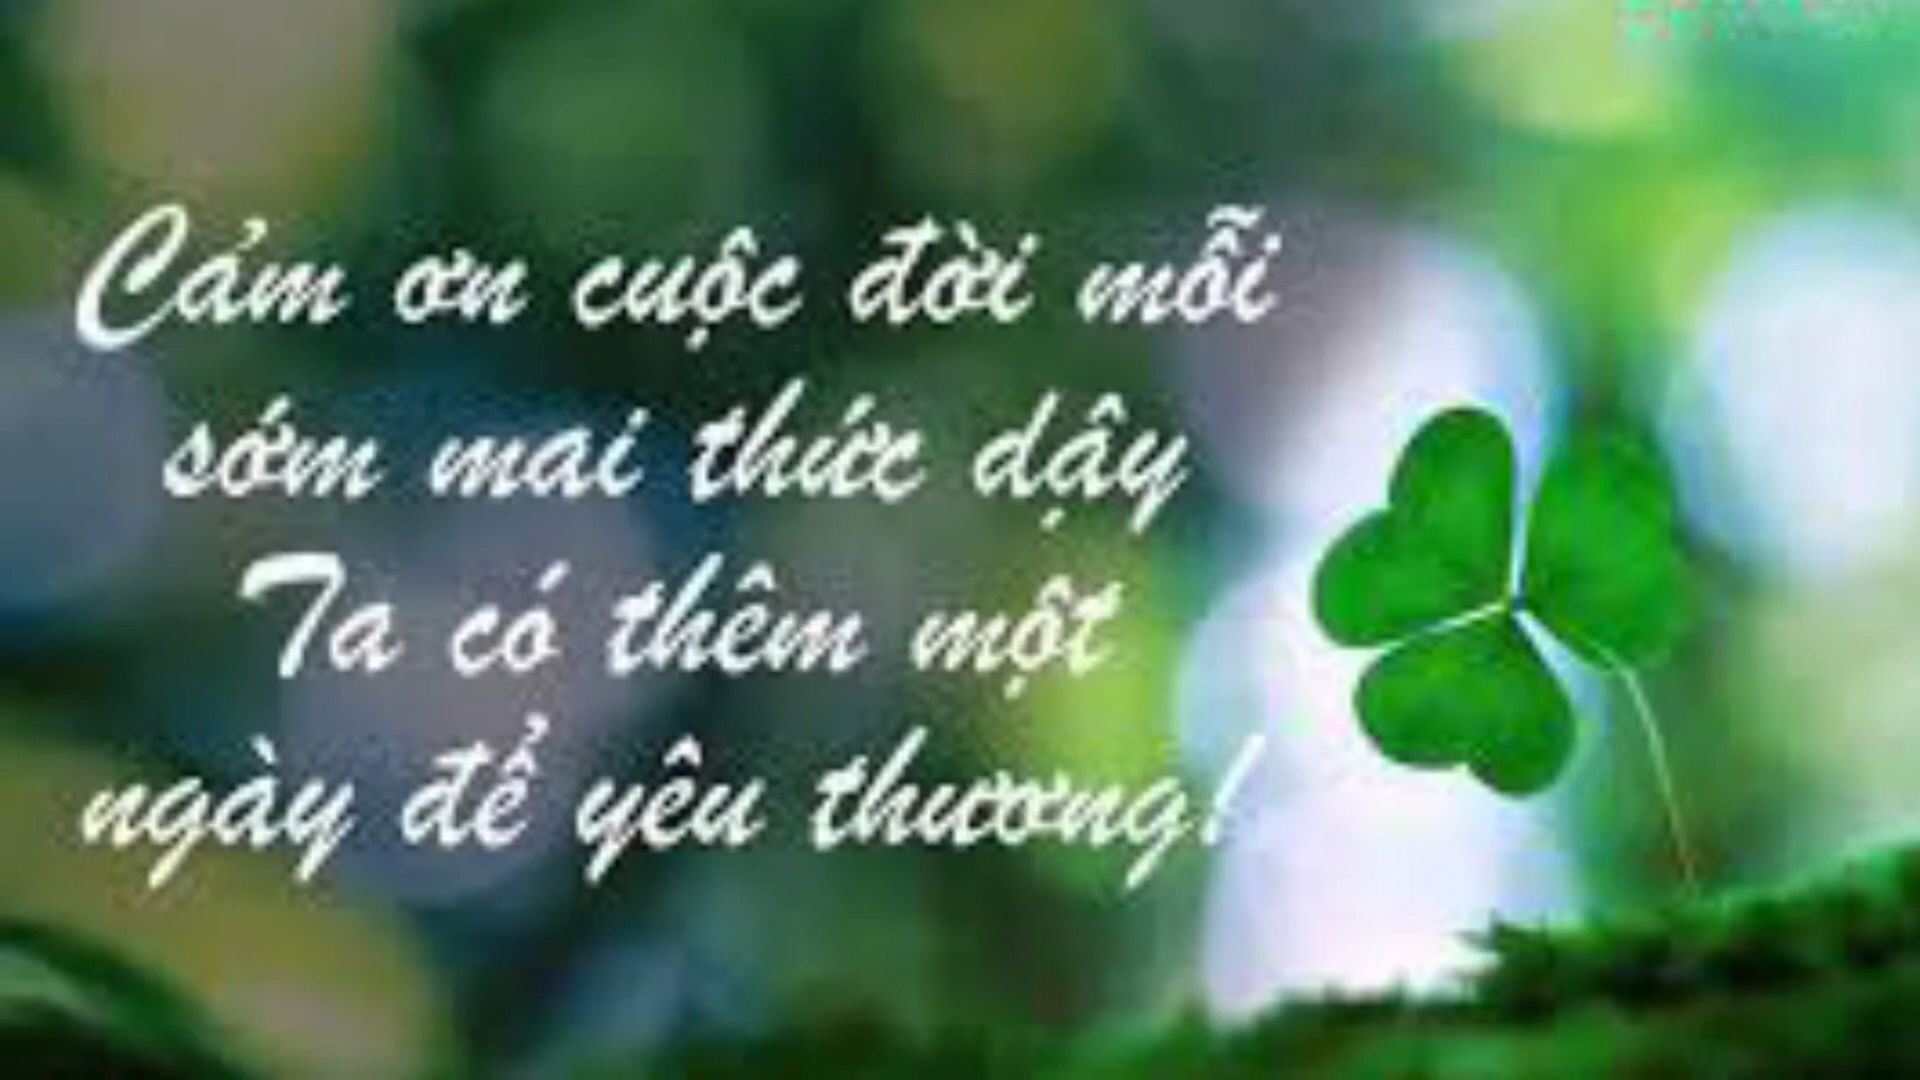 Cảm ơn cuộc đời mỗi
sớm mai thức dậy
Ta có thêm một
ngày để yêu thương!